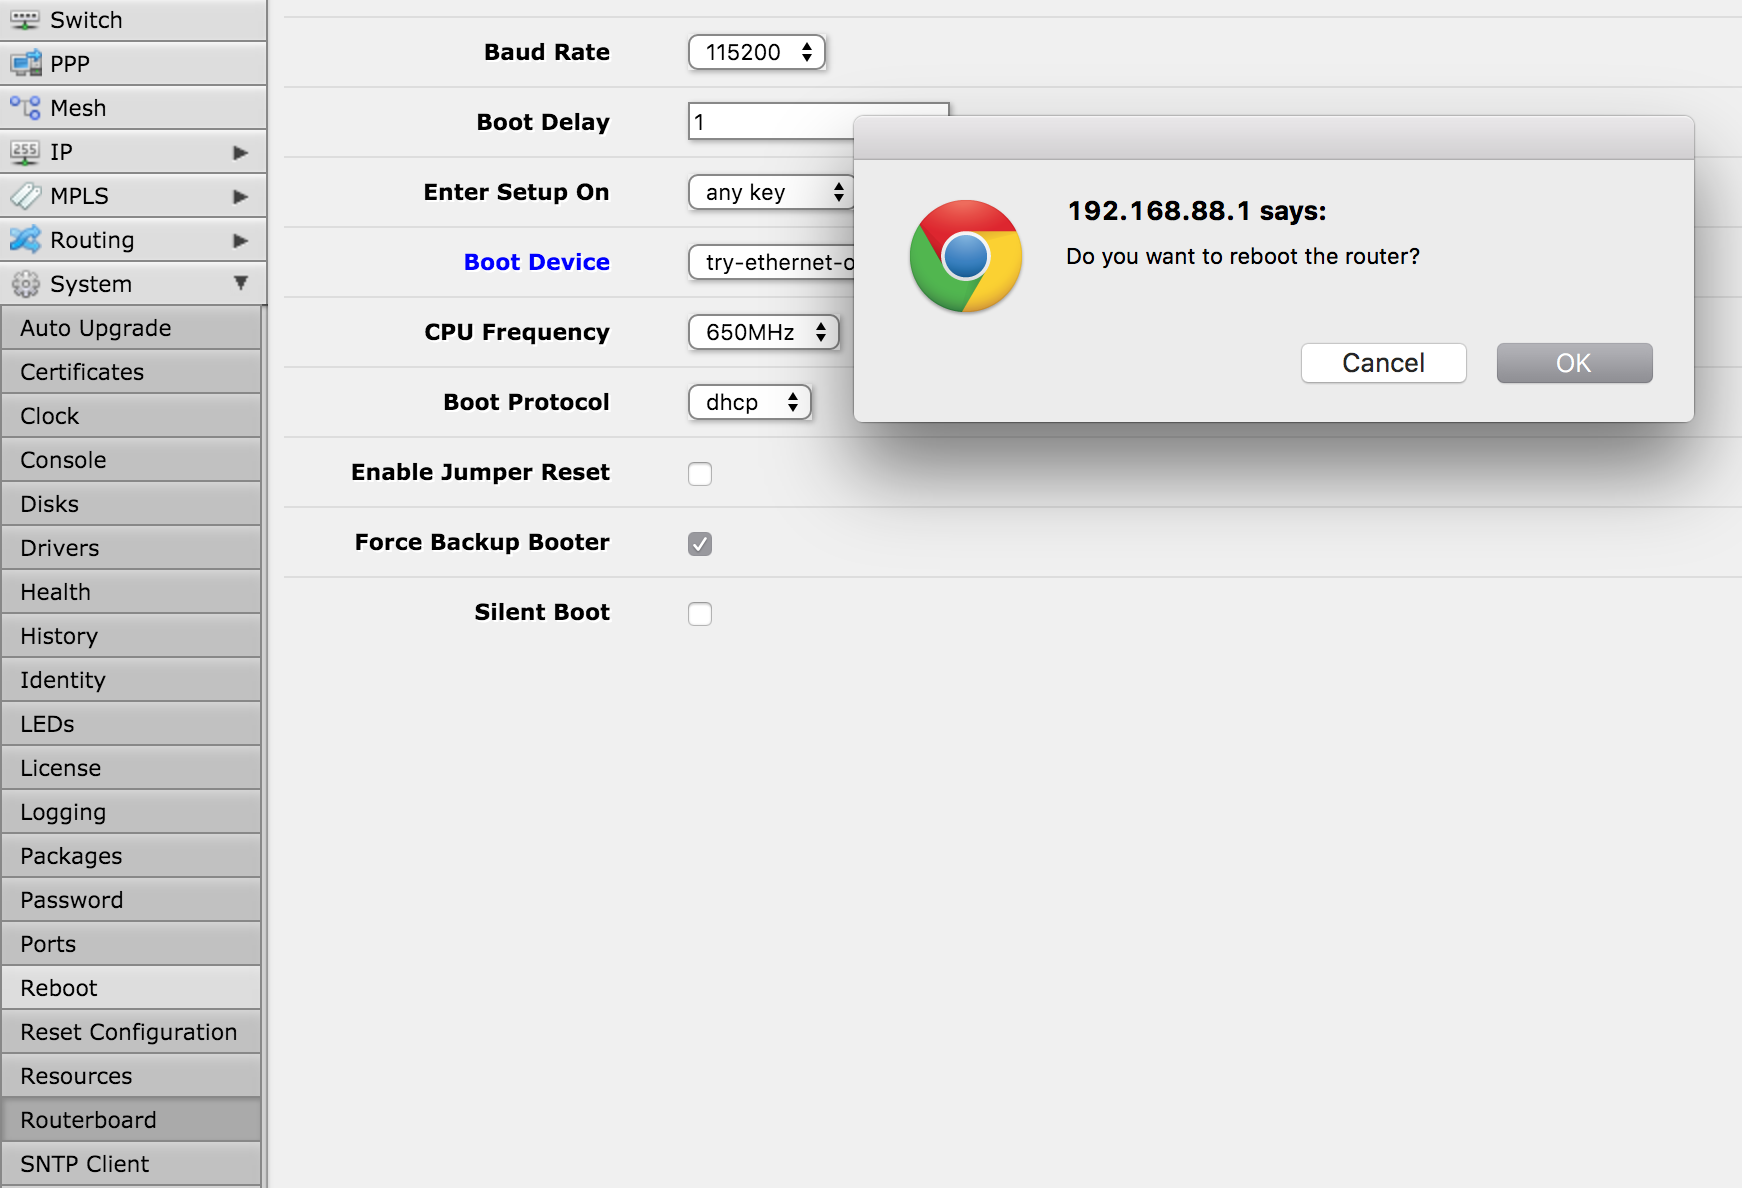 Switch
PPP
Mesh
255 IP
MPLS
Routing
System
Auto Upgrade
Certificates
Clock
Console
Disks
Drivers
Health
History
Identity
LEDs
License
Logging
Packages
Password
Ports
Reboot
Reset Configuration
Resources
Routerboard
SNTP Client
Baud Rate 115200
Boot Delay 1
Enter Setup On any key
Boot Device try-ethernet-o
CPU Frequency 650MHz
Boot Protocol dhcp
Enable Jumper Reset
Force Backup Booter
Silent Boot
192.168.88.1 says:
Do you want to reboot the router?
Cancel OK